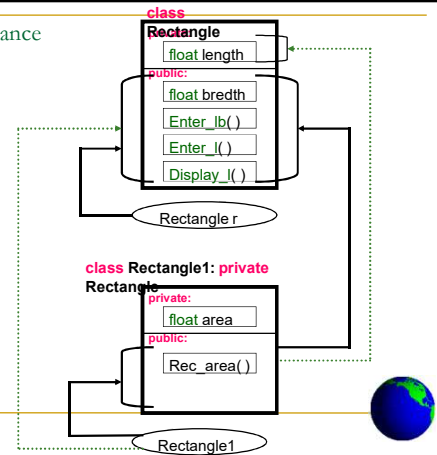 ance
class
Rectangle
private:
float length
public:
float bredth
Enter_lb( )
Enter_l( )
Display_l( )
Rectangle r
class Rectangle1: private
Rectangle
private:
float area
public:
Rec_area( )
Rectangle1